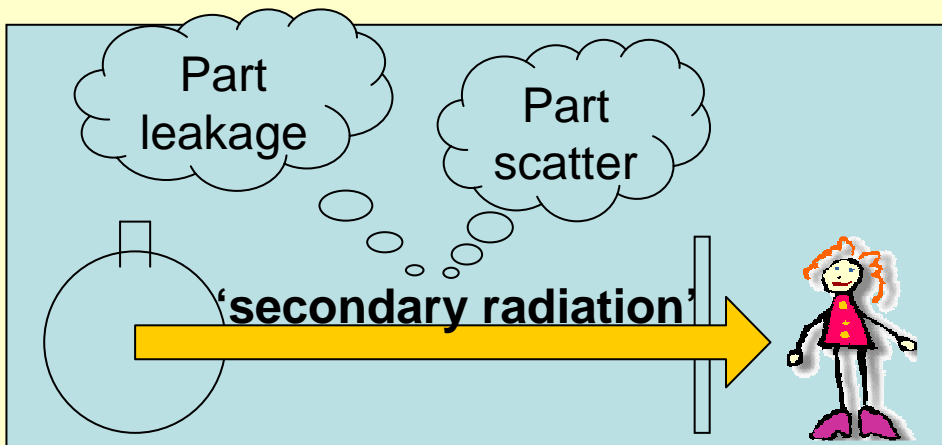 Part
leakage
Part
scatter
‘secondary radiation’